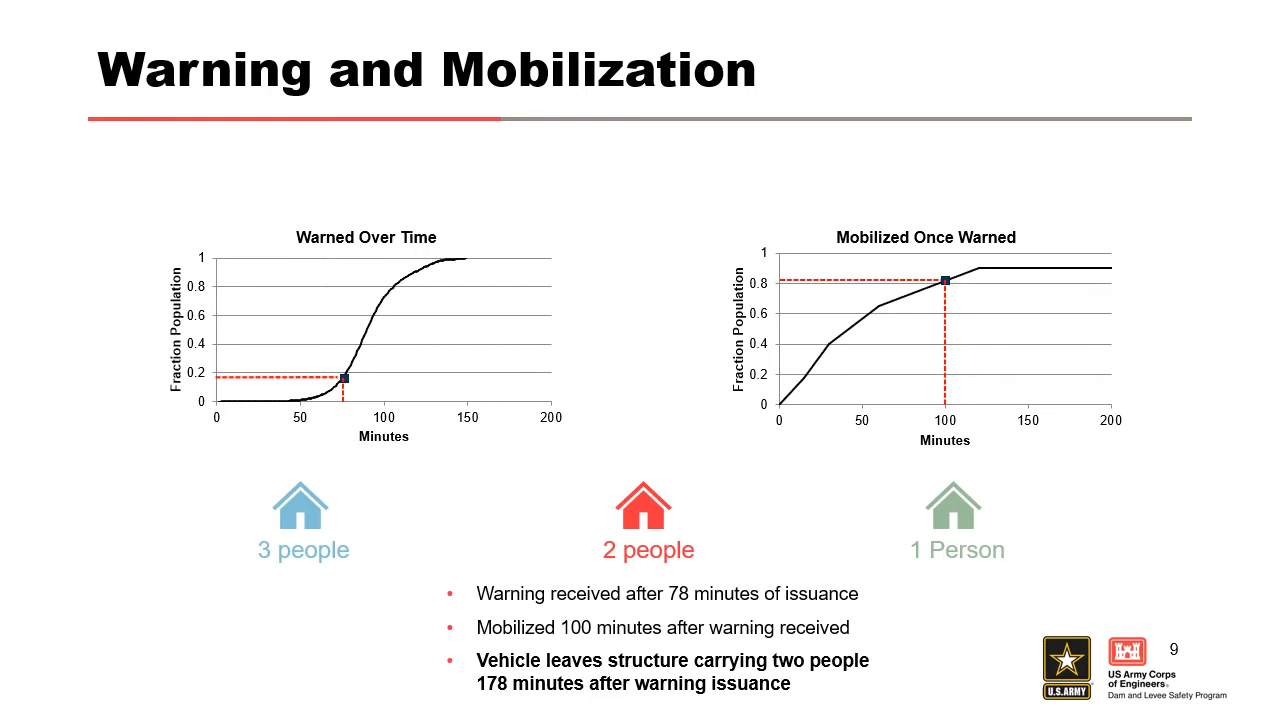 Warning and Mobilization
Warned Over Time
Fraction Population
1
0.8
0.6
0.4
0.2
0
0 50 100 150 200
Minutes
Mobilized Once Warned
Fraction Population
1
0.8
0.6
0.4
0.2
0
0 50 100 150 200
Minutes
3 people
2 people
1 Person
• Warning received after 78 minutes of issuance
• Mobilized 100 minutes after warning received
• Vehicle leaves structure carrying two people
178 minutes after warning issuance
U.S.ARMY
US Army Corps
of Engineers®
Dam and Levee Safety Program
9